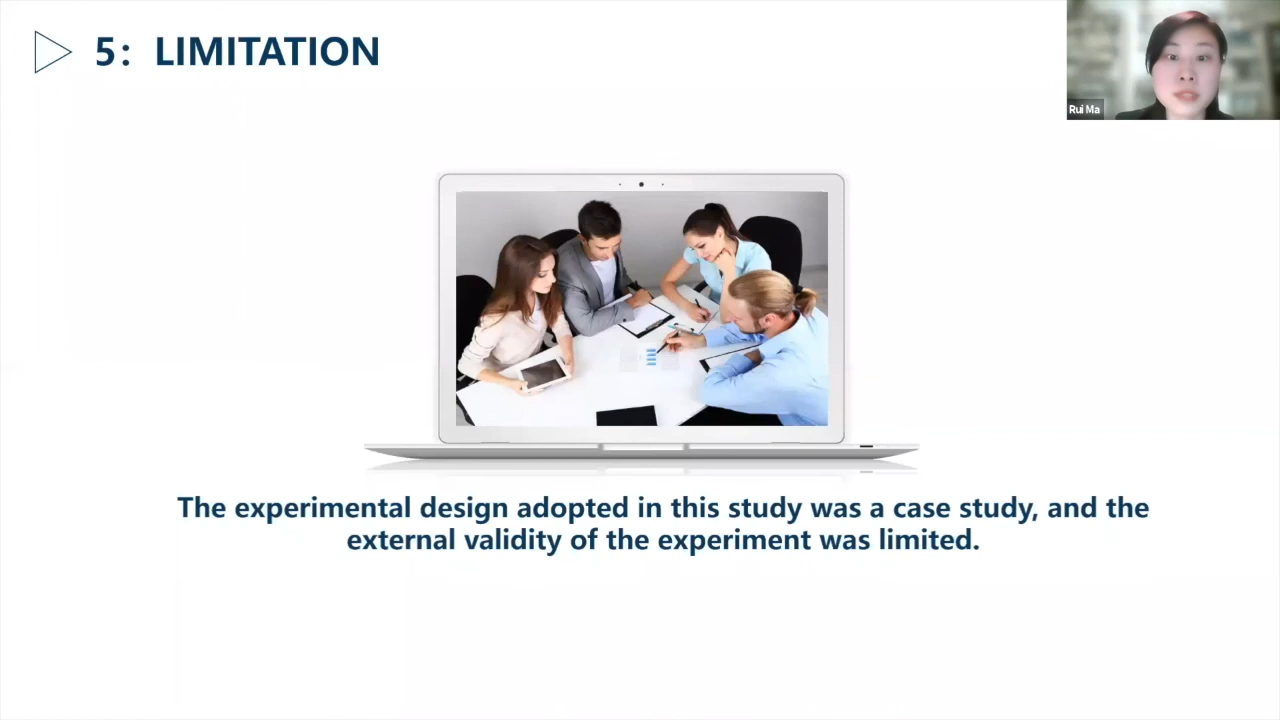 5: LIMITATION
Rui Ma
The experimental design adopted in this study was a case study, and the
external validity of the experiment was limited.